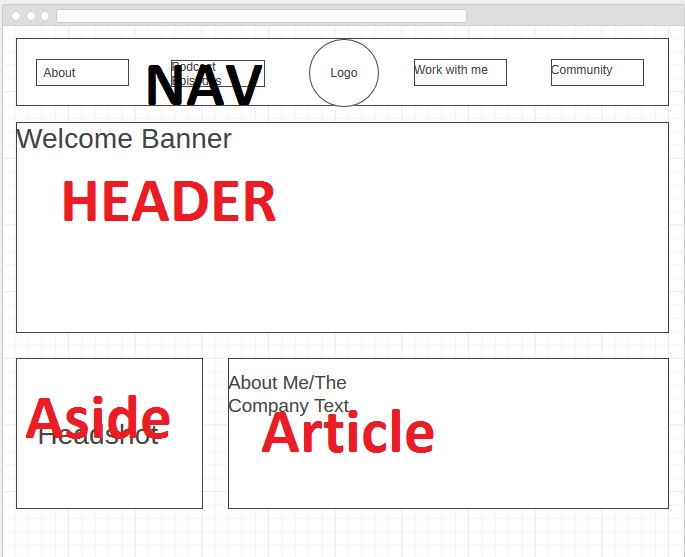 About
Podcast
Episodes
NAV
Logo
Work with me
Community
Welcome Banner
HEADER
Aside
Headshot
About Me/The
Company Text
Article